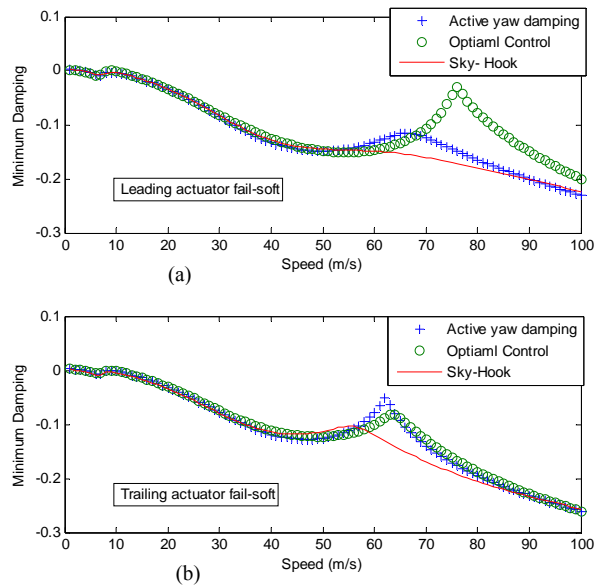 0.1
0
-0.1
-0.2
-0.3
Minimum Damping
Active yaw damping
Optiaml Control
Sky- Hook
Leading actuator fail-soft
0 10 20 30 40 50 60 70 80 90 100
Speed (m/s)
(a)
0.1
0
-0.1
-0.2
-0.3
Minimum Damping
Active yaw damping
Optiaml Control
Sky-Hook
Trailing actuator fail-soft
0 10 20 30 40 50 60 70 80 90 100
Speed (m/s)
(b)